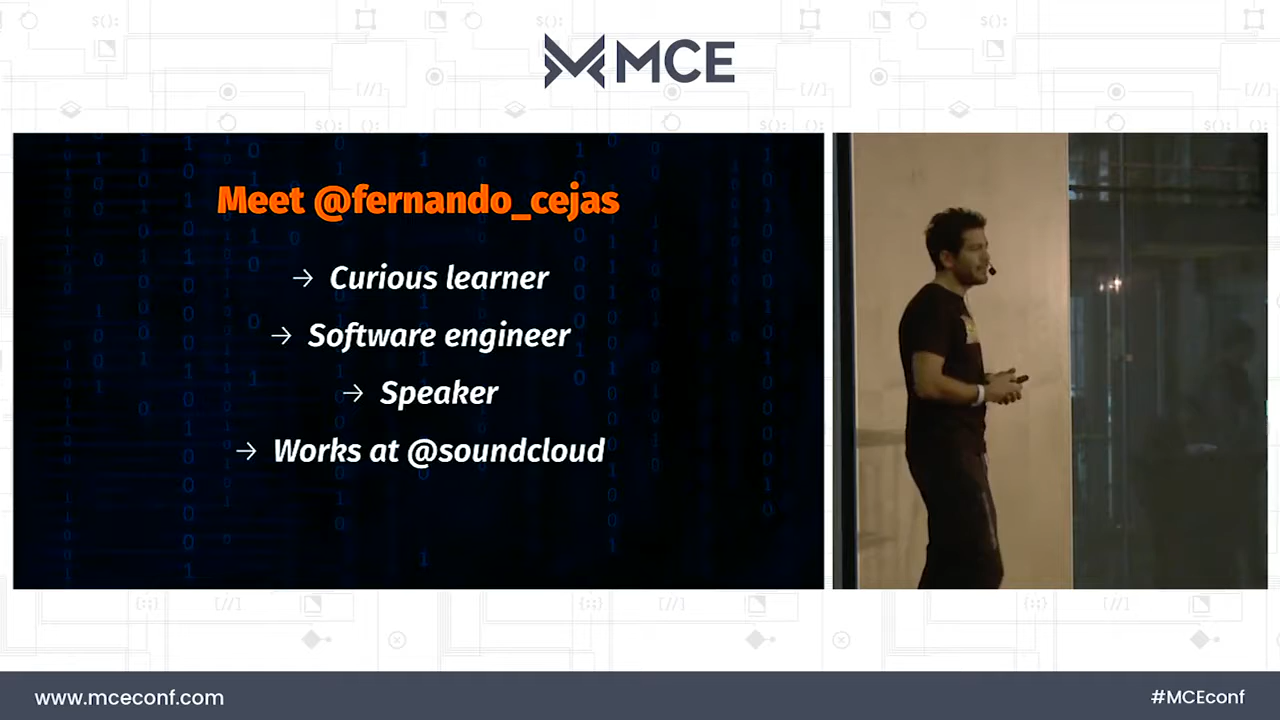 MCE
Meet @fernando_cejas
→ Curious learner
→ Software engineer
→ Speaker
→ Works at @soundcloud
www.mceconf.com
#MCEconf